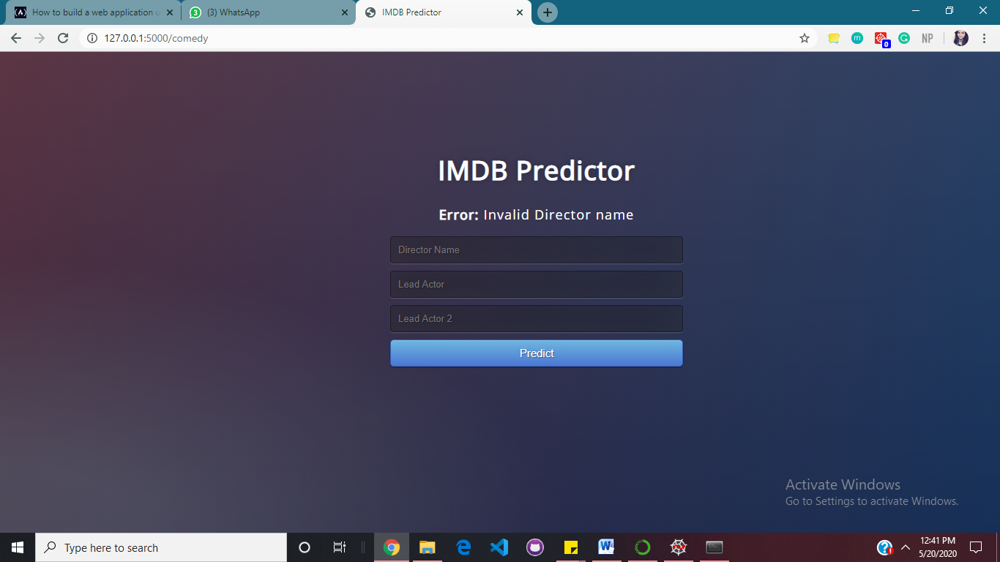 How to build a web application u
3
(3) WhatsApp
IMDB Predictor
127.0.0.1:5000/comedy
m
0
NP
IMDB Predictor
Error: Invalid Director name
Director Name
Lead Actor
Lead Actor 2
Predict
Activate Windows
Go to Settings to activate Windows.
Type here to search
12:41 PM
5/20/2020